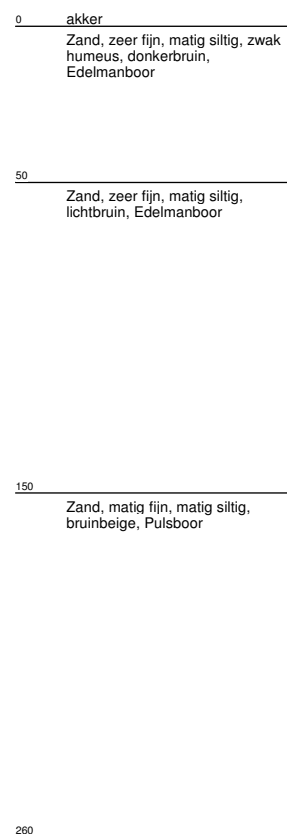 0 akker
Zand, zeer fijn, matig siltig, zwak
humeus, donkerbruin,
Edelmanboor
50
Zand, zeer fijn, matig siltig,
lichtbruin, Edelmanboor
150
Zand, matig fijn, matig siltig,
bruinbeige, Pulsboor
260